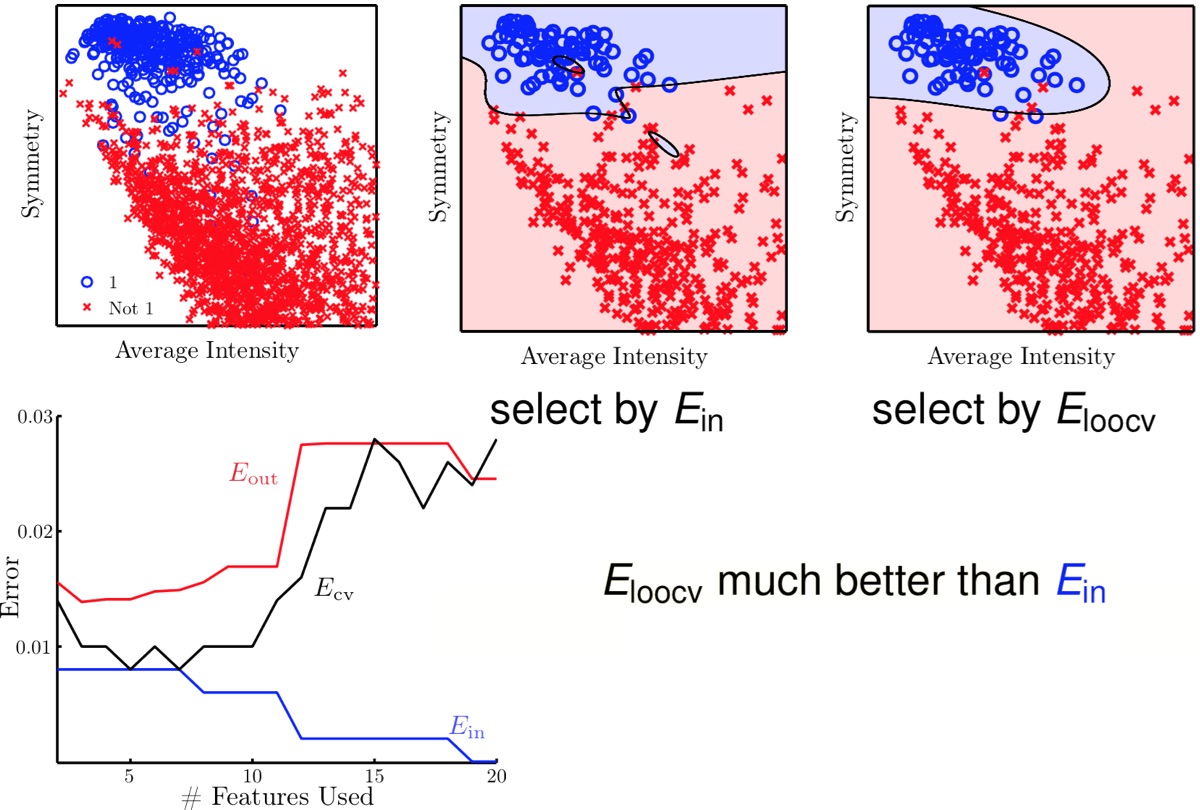 Symmetry
1
Not 1
Average Intensity
Symmetry
Average Intensity
Symmetry
Average Intensity
select by Ein
select by Eloocv
Error
0.03
0.02
0.01
Eout
Ecv
Ein
5 10 15 20
# Features Used
Eloocv much better than Ein